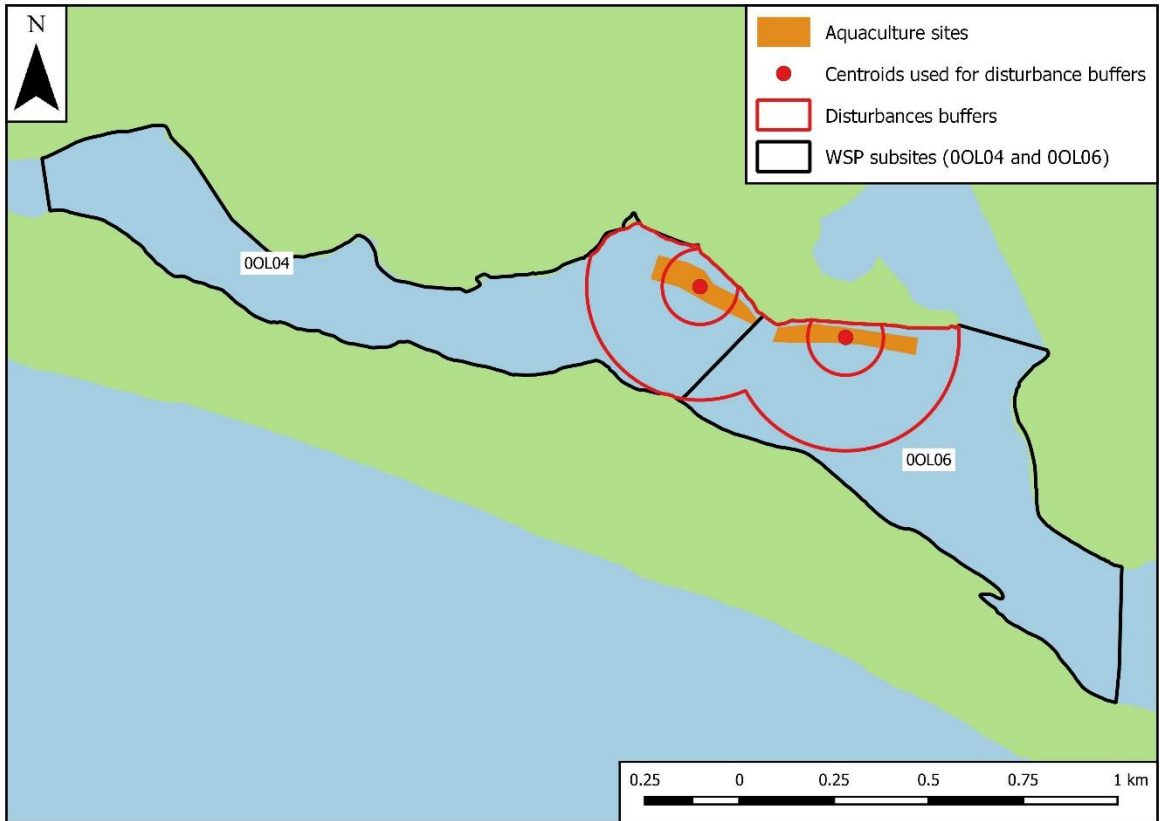 N
Aquaculture sites
Centroids used for disturbance buffers
Disturbances buffers
WSP subsites (0OL04 and 0OL06)
0OL04
0OL06
0.25 0 0.25 0.5 0.75 1 km